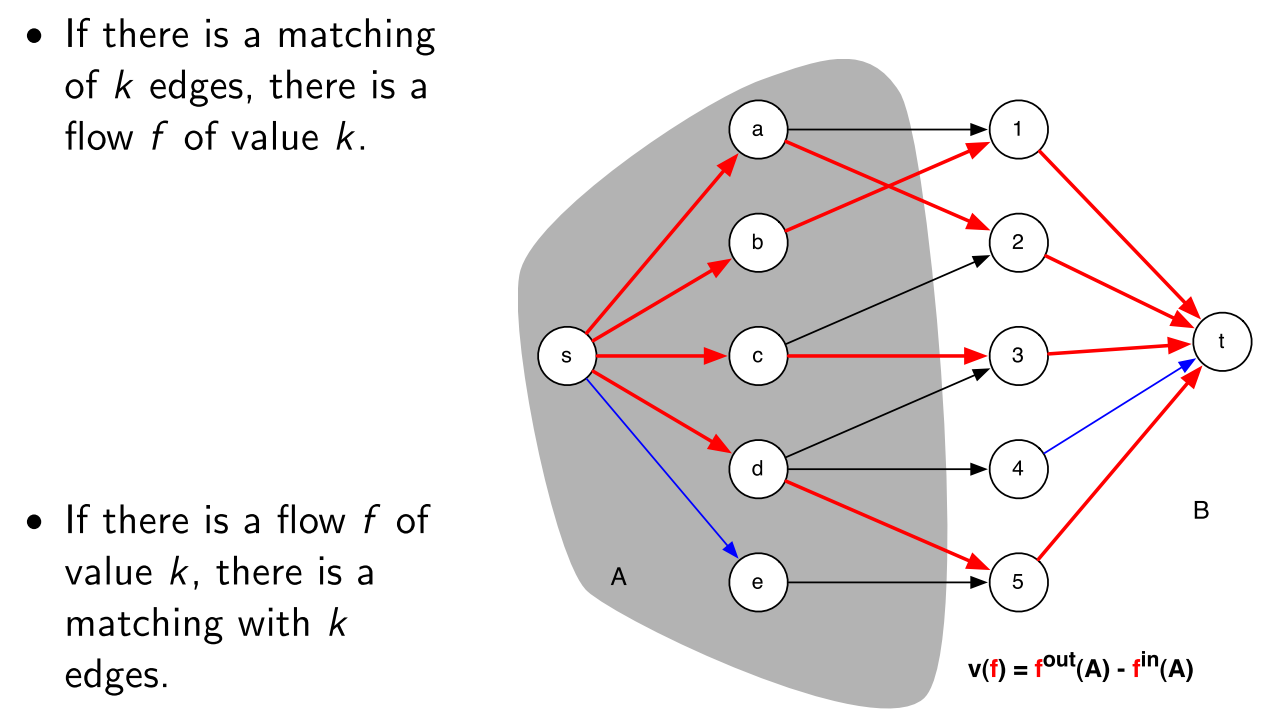 • If there is a matching
of k edges, there is a
flow f of value k.
• If there is a flow f of
value k, there is a
matching with k
edges.
a
1
b
2
s
c
3
t
d
4
B
A
e
5
v(f) = f^out(A) - f^in(A)